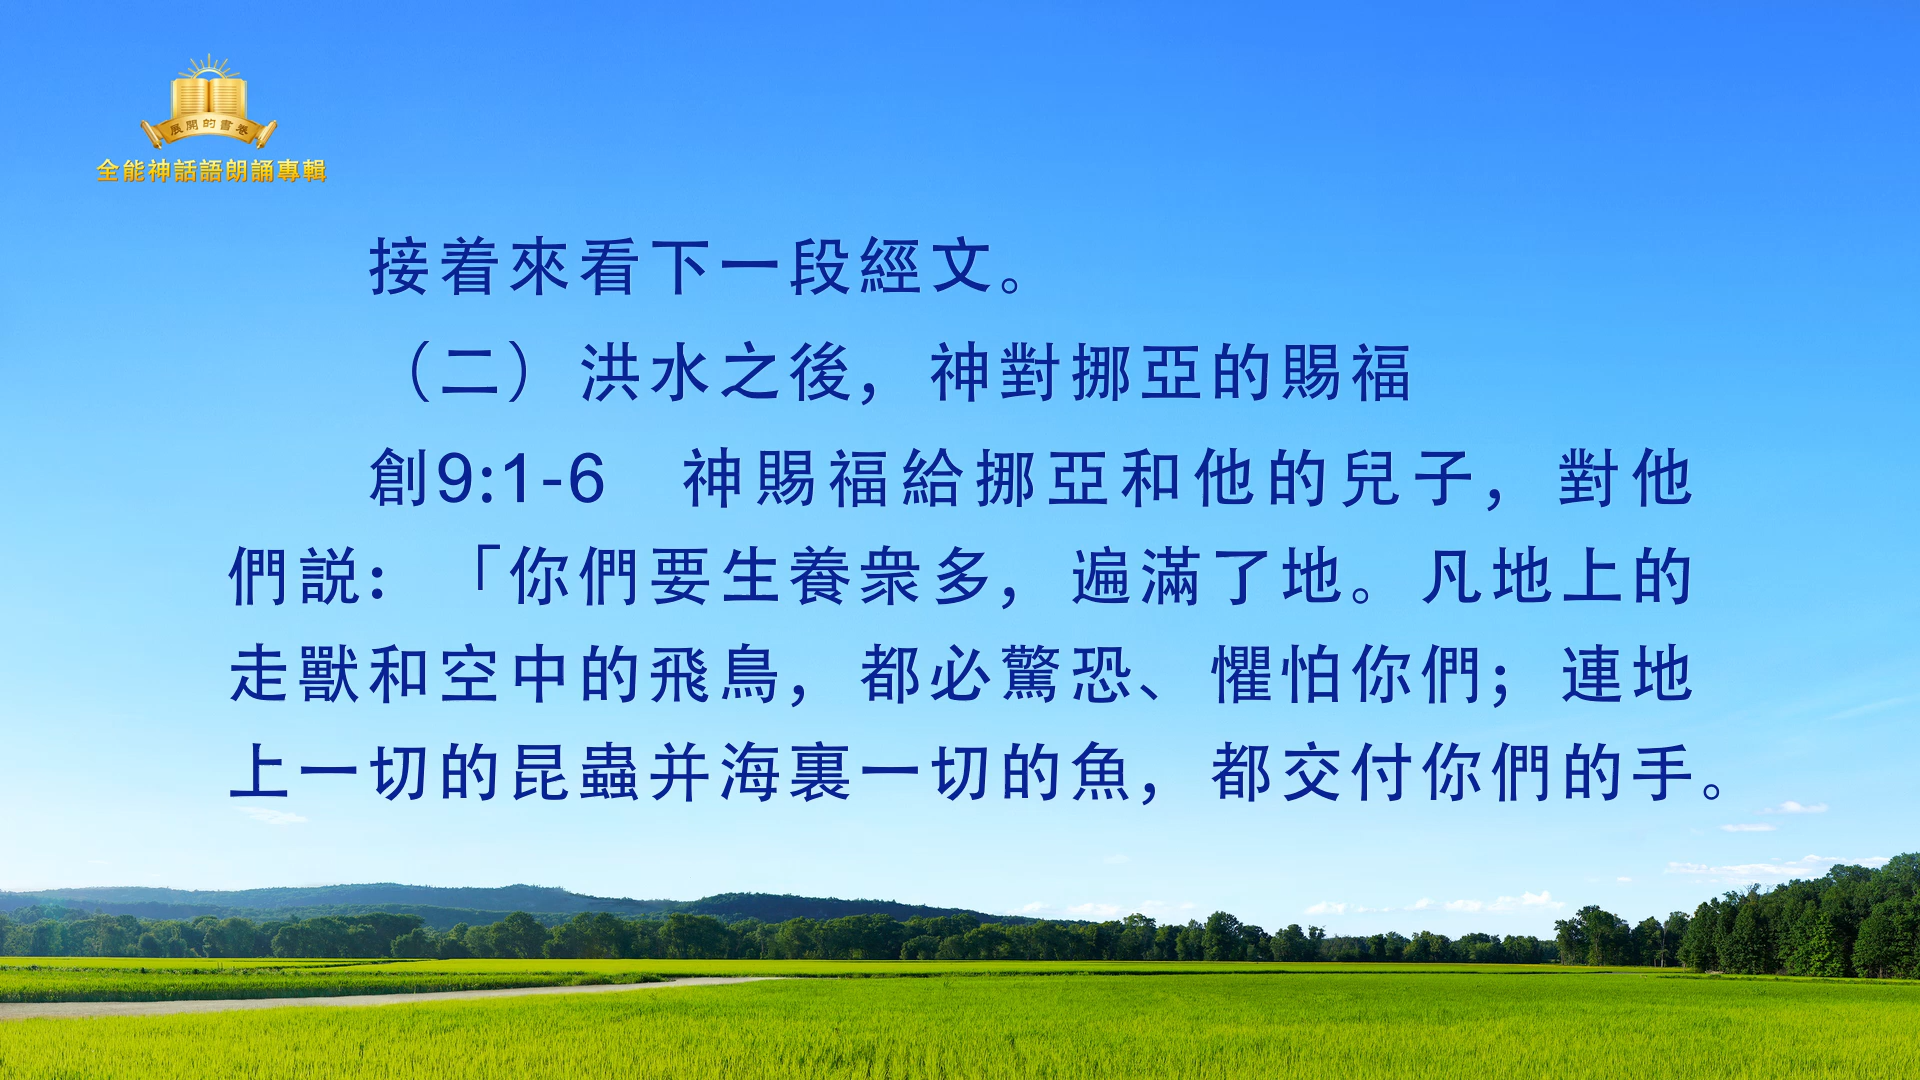 展開的書卷
全能神話語朗誦專輯
接着來看下一段經文。
（二）洪水之後，神對挪亞的賜福
創9:1-6　神賜福給挪亞和他的兒子，對他
們説：「你們要生養衆多，遍滿了地。凡地上的
走獸和空中的飛鳥，都必驚恐、懼怕你們；連地
上一切的昆蟲并海裏一切的魚，都交付你們的手。